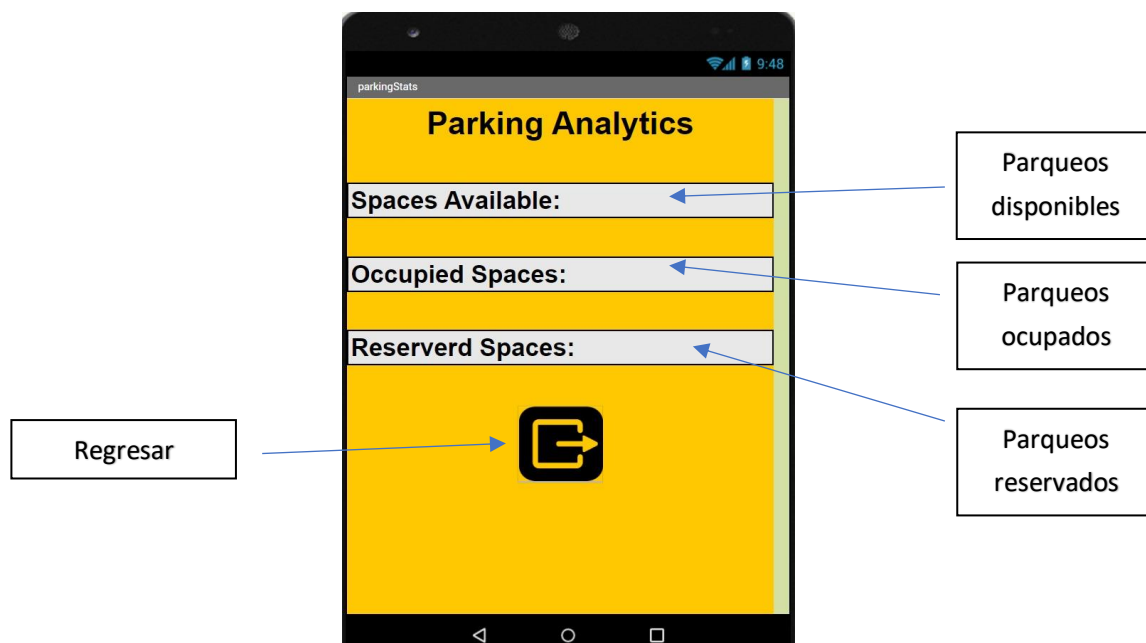 9:48
parkingStats
Parking Analytics
Spaces Available:
Parqueos
disponibles
Occupied Spaces:
Parqueos
ocupados
Reserverd Spaces:
Regresar
Parqueos
reservados